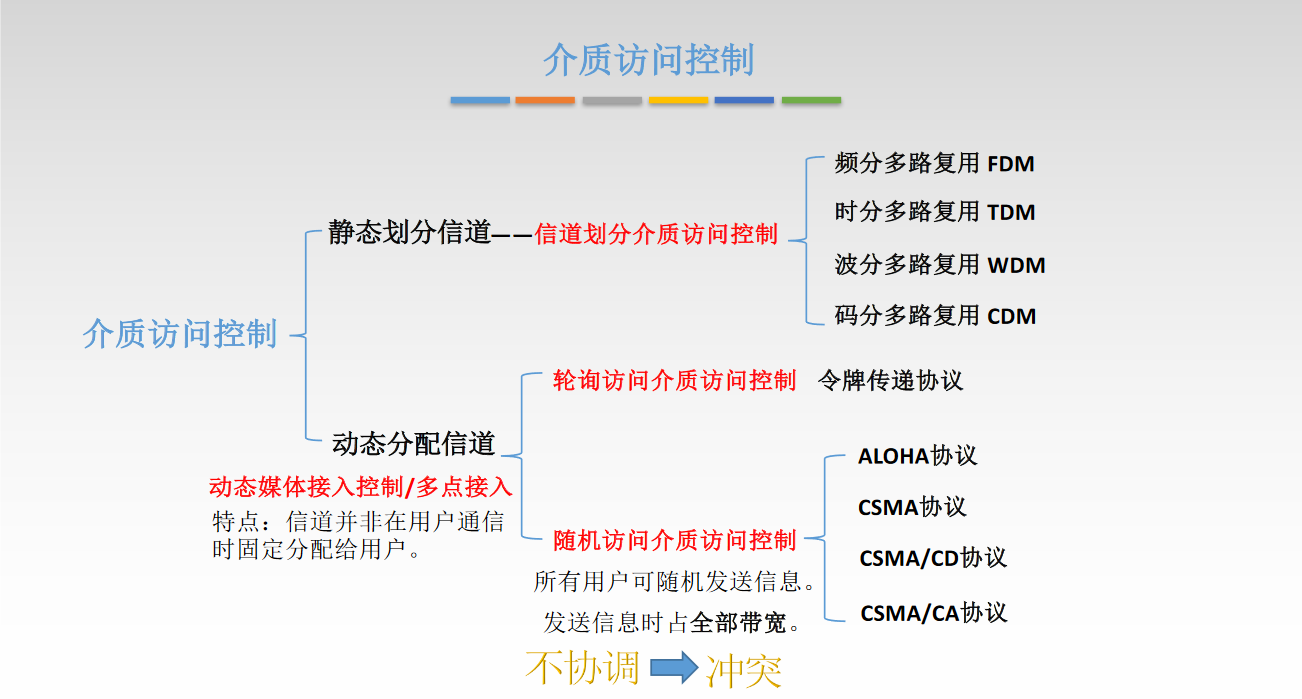 介质访问控制
介质访问控制
静态划分信道——信道划分介质访问控制
频分多路复用 FDM
时分多路复用 TDM
波分多路复用 WDM
码分多路复用 CDM
动态分配信道
动态媒体接入控制/多点接入
特点：信道并非在用户通信
时固定分配给用户。
轮询访问介质访问控制 令牌传递协议
随机访问介质访问控制
所有用户可随机发送信息。
发送信息时占全部带宽。
ALOHA协议
CSMA协议
CSMA/CD协议
CSMA/CA协议
不协调 冲突